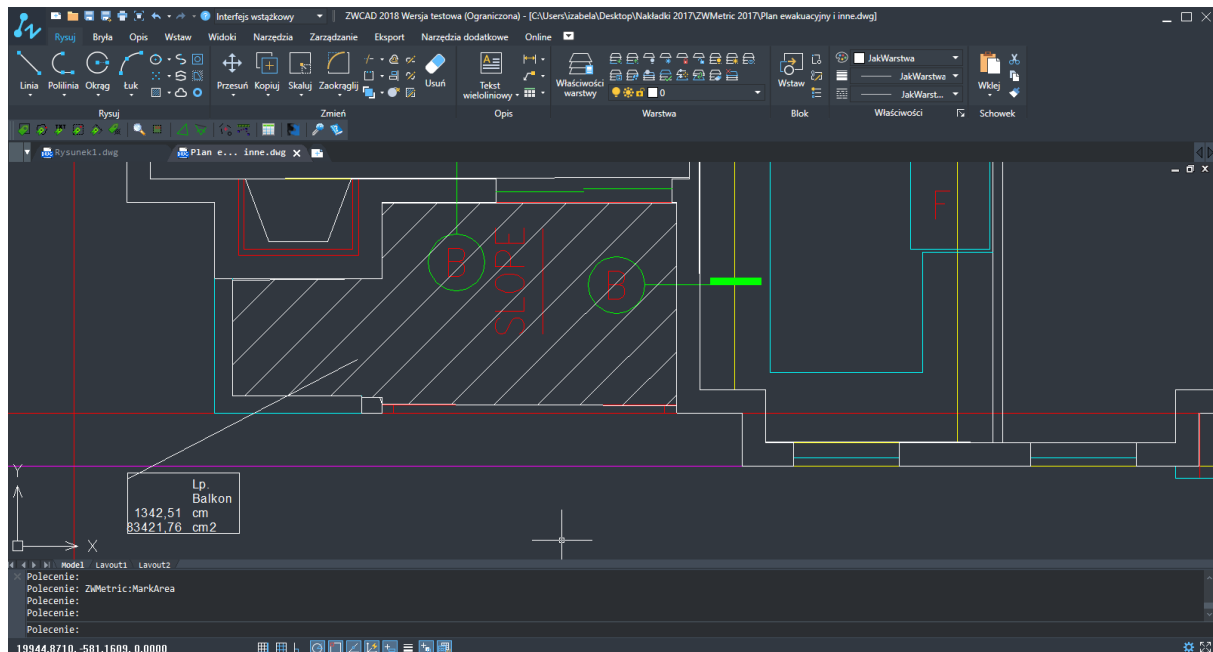 Interfejs wstążkowy
ZWCAD 2018 Wersja testowa (Ograniczona) - [C:\Users\izabela\Desktop\Nakładki 2017\ZWMetric 2017\Plan ewakuacyjny i inne.dwg]
Rysuj Bryła Opis Wstaw Widoki Narzędzia Zarządzanie Eksport Narzędzia dodatkowe Online
Linia Polilinia Okrąg Łuk
Przesuń Kopiuj Skaluj Zaokrąglij Usuń
Tekst wieloliniowy
Właściwości warstwy
0
Wstaw
JakWarstwa
JakWarstwa
JakWarst...
Wklej
Rysuj Zmień Opis Warstwa Blok Właściwości Schowek
Rysunek1.dwg Plan e... inne.dwg X
B
SLOPE
B
F
Lp.
Balkon
1342,51 cm
83421,76 cm2
Y
X
Model Layout1 Layout2
Polecenie:
Polecenie: ZWMetric:MarkArea
Polecenie:
Polecenie:
Polecenie:
19944.8710, -581.1609, 0.0000